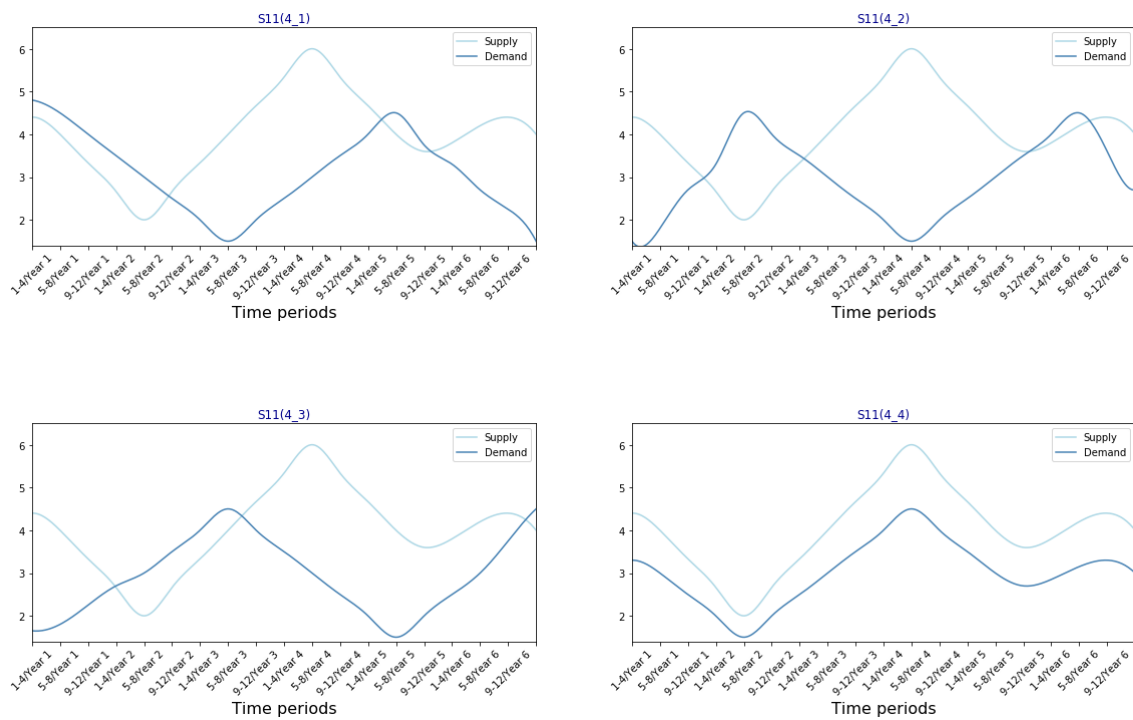 S11(4_1)
6
5
4
3
2
Supply
Demand
1-4/Year 1
5-8/Year 1
9-12/Year 1
1-4/Year 2
5-8/Year 2
9-12/Year 2
1-4/Year 3
5-8/Year 3
9-12/Year 3
1-4/Year 4
5-8/Year 4
9-12/Year 4
1-4/Year 5
5-8/Year 5
9-12/Year 5
1-4/Year 6
5-8/Year 6
9-12/Year 6
Time periods
S11(4_2)
6
5
4
3
2
Supply
Demand
1-4/Year 1
5-8/Year 1
9-12/Year 1
1-4/Year 2
5-8/Year 2
9-12/Year 2
1-4/Year 3
5-8/Year 3
9-12/Year 3
1-4/Year 4
5-8/Year 4
9-12/Year 4
1-4/Year 5
5-8/Year 5
9-12/Year 5
1-4/Year 6
5-8/Year 6
9-12/Year 6
Time periods
S11(4_3)
6
5
4
3
2
Supply
Demand
1-4/Year 1
5-8/Year 1
9-12/Year 1
1-4/Year 2
5-8/Year 2
9-12/Year 2
1-4/Year 3
5-8/Year 3
9-12/Year 3
1-4/Year 4
5-8/Year 4
9-12/Year 4
1-4/Year 5
5-8/Year 5
9-12/Year 5
1-4/Year 6
5-8/Year 6
9-12/Year 6
Time periods
S11(4_4)
6
5
4
3
2
Supply
Demand
1-4/Year 1
5-8/Year 1
9-12/Year 1
1-4/Year 2
5-8/Year 2
9-12/Year 2
1-4/Year 3
5-8/Year 3
9-12/Year 3
1-4/Year 4
5-8/Year 4
9-12/Year 4
1-4/Year 5
5-8/Year 5
9-12/Year 5
1-4/Year 6
5-8/Year 6
9-12/Year 6
Time periods